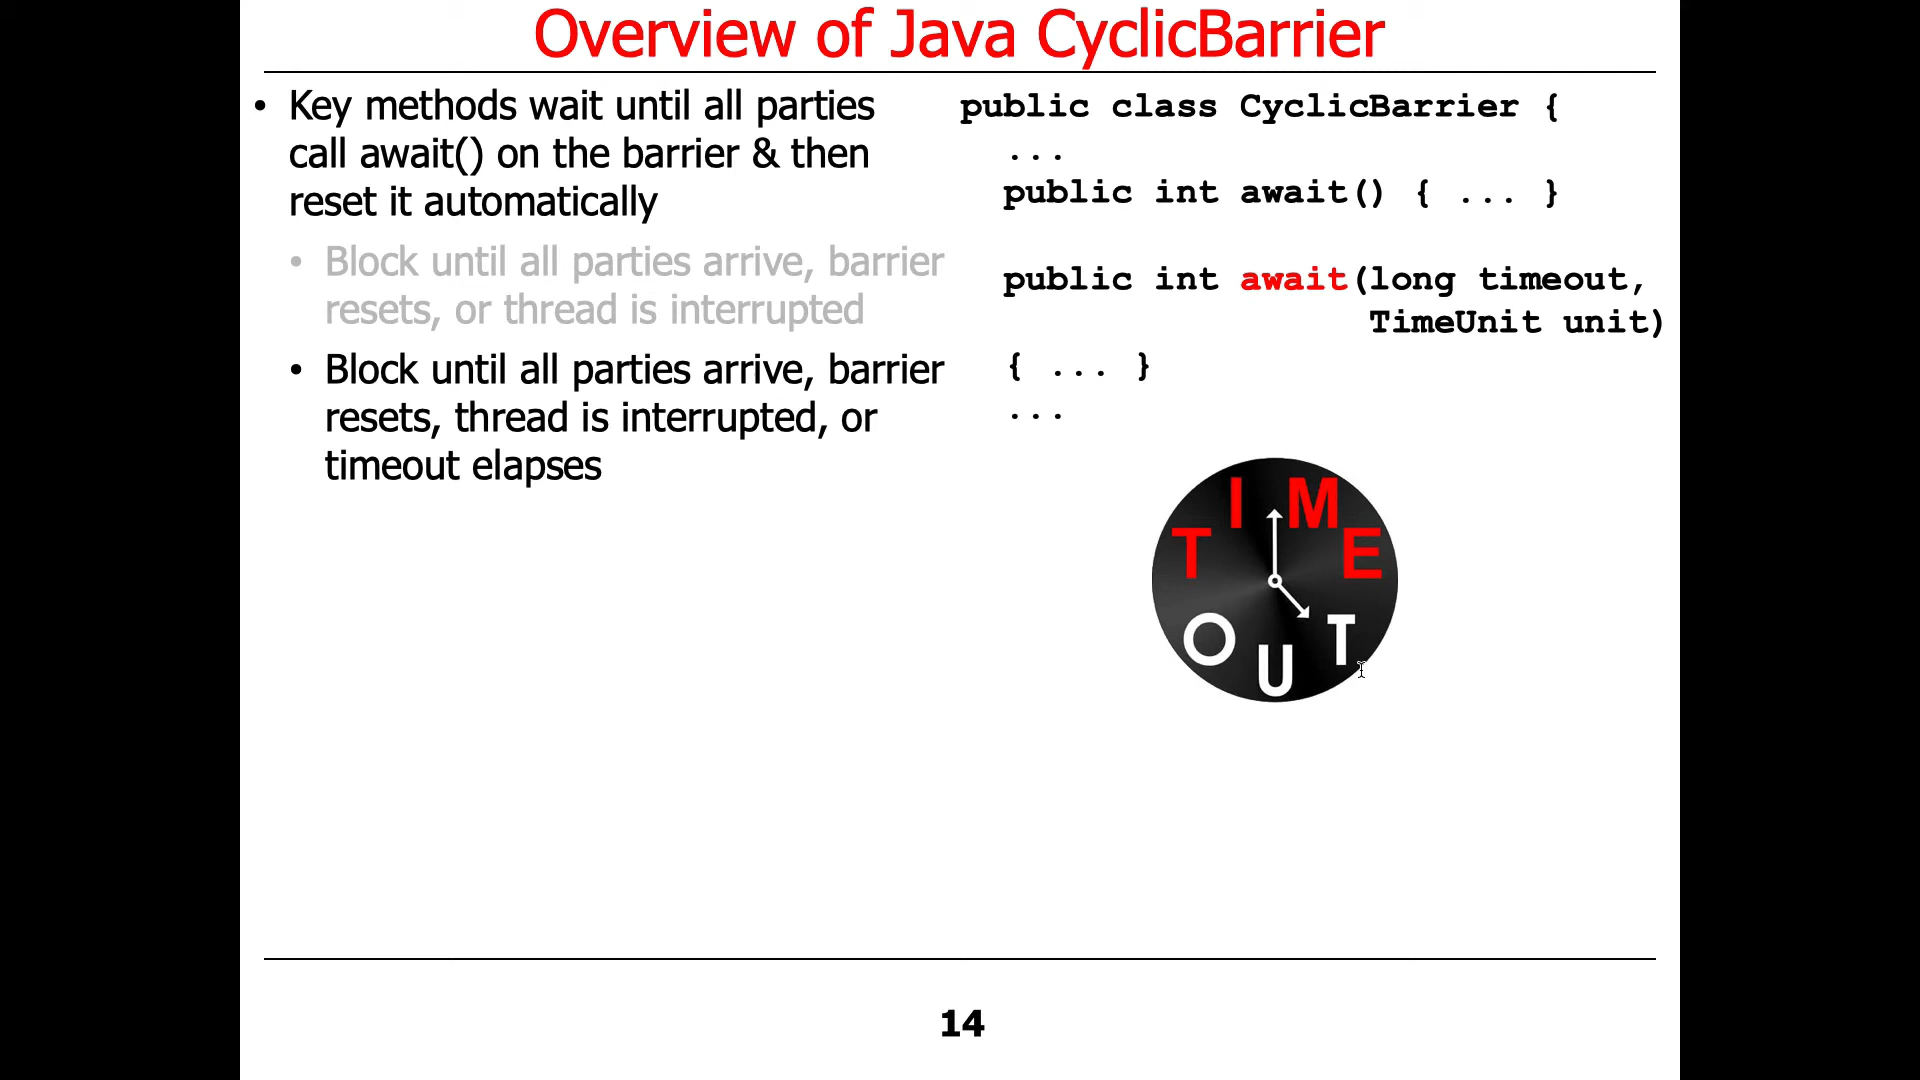 Overview of Java CyclicBarrier
• Key methods wait until all parties
call await() on the barrier & then
reset it automatically
• Block until all parties arrive, barrier
resets, or thread is interrupted
• Block until all parties arrive, barrier
resets, thread is interrupted, or
timeout elapses
public class CyclicBarrier {
...
public int await() { ... }
public int await(long timeout,
TimeUnit unit)
{ ... }
...
TIME
OUT
14